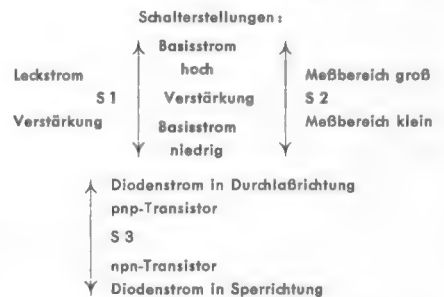 Schalterstellungen:
Basisstrom
hoch
Leckstrom
Meßbereich groß
S 1
Verstärkung
S 2
Verstärkung
Meßbereich klein
Basisstrom
niedrig
Diodenstrom in Durchlaßrichtung
pnp-Transistor
S 3
npn-Transistor
Diodenstrom in Sperrichtung